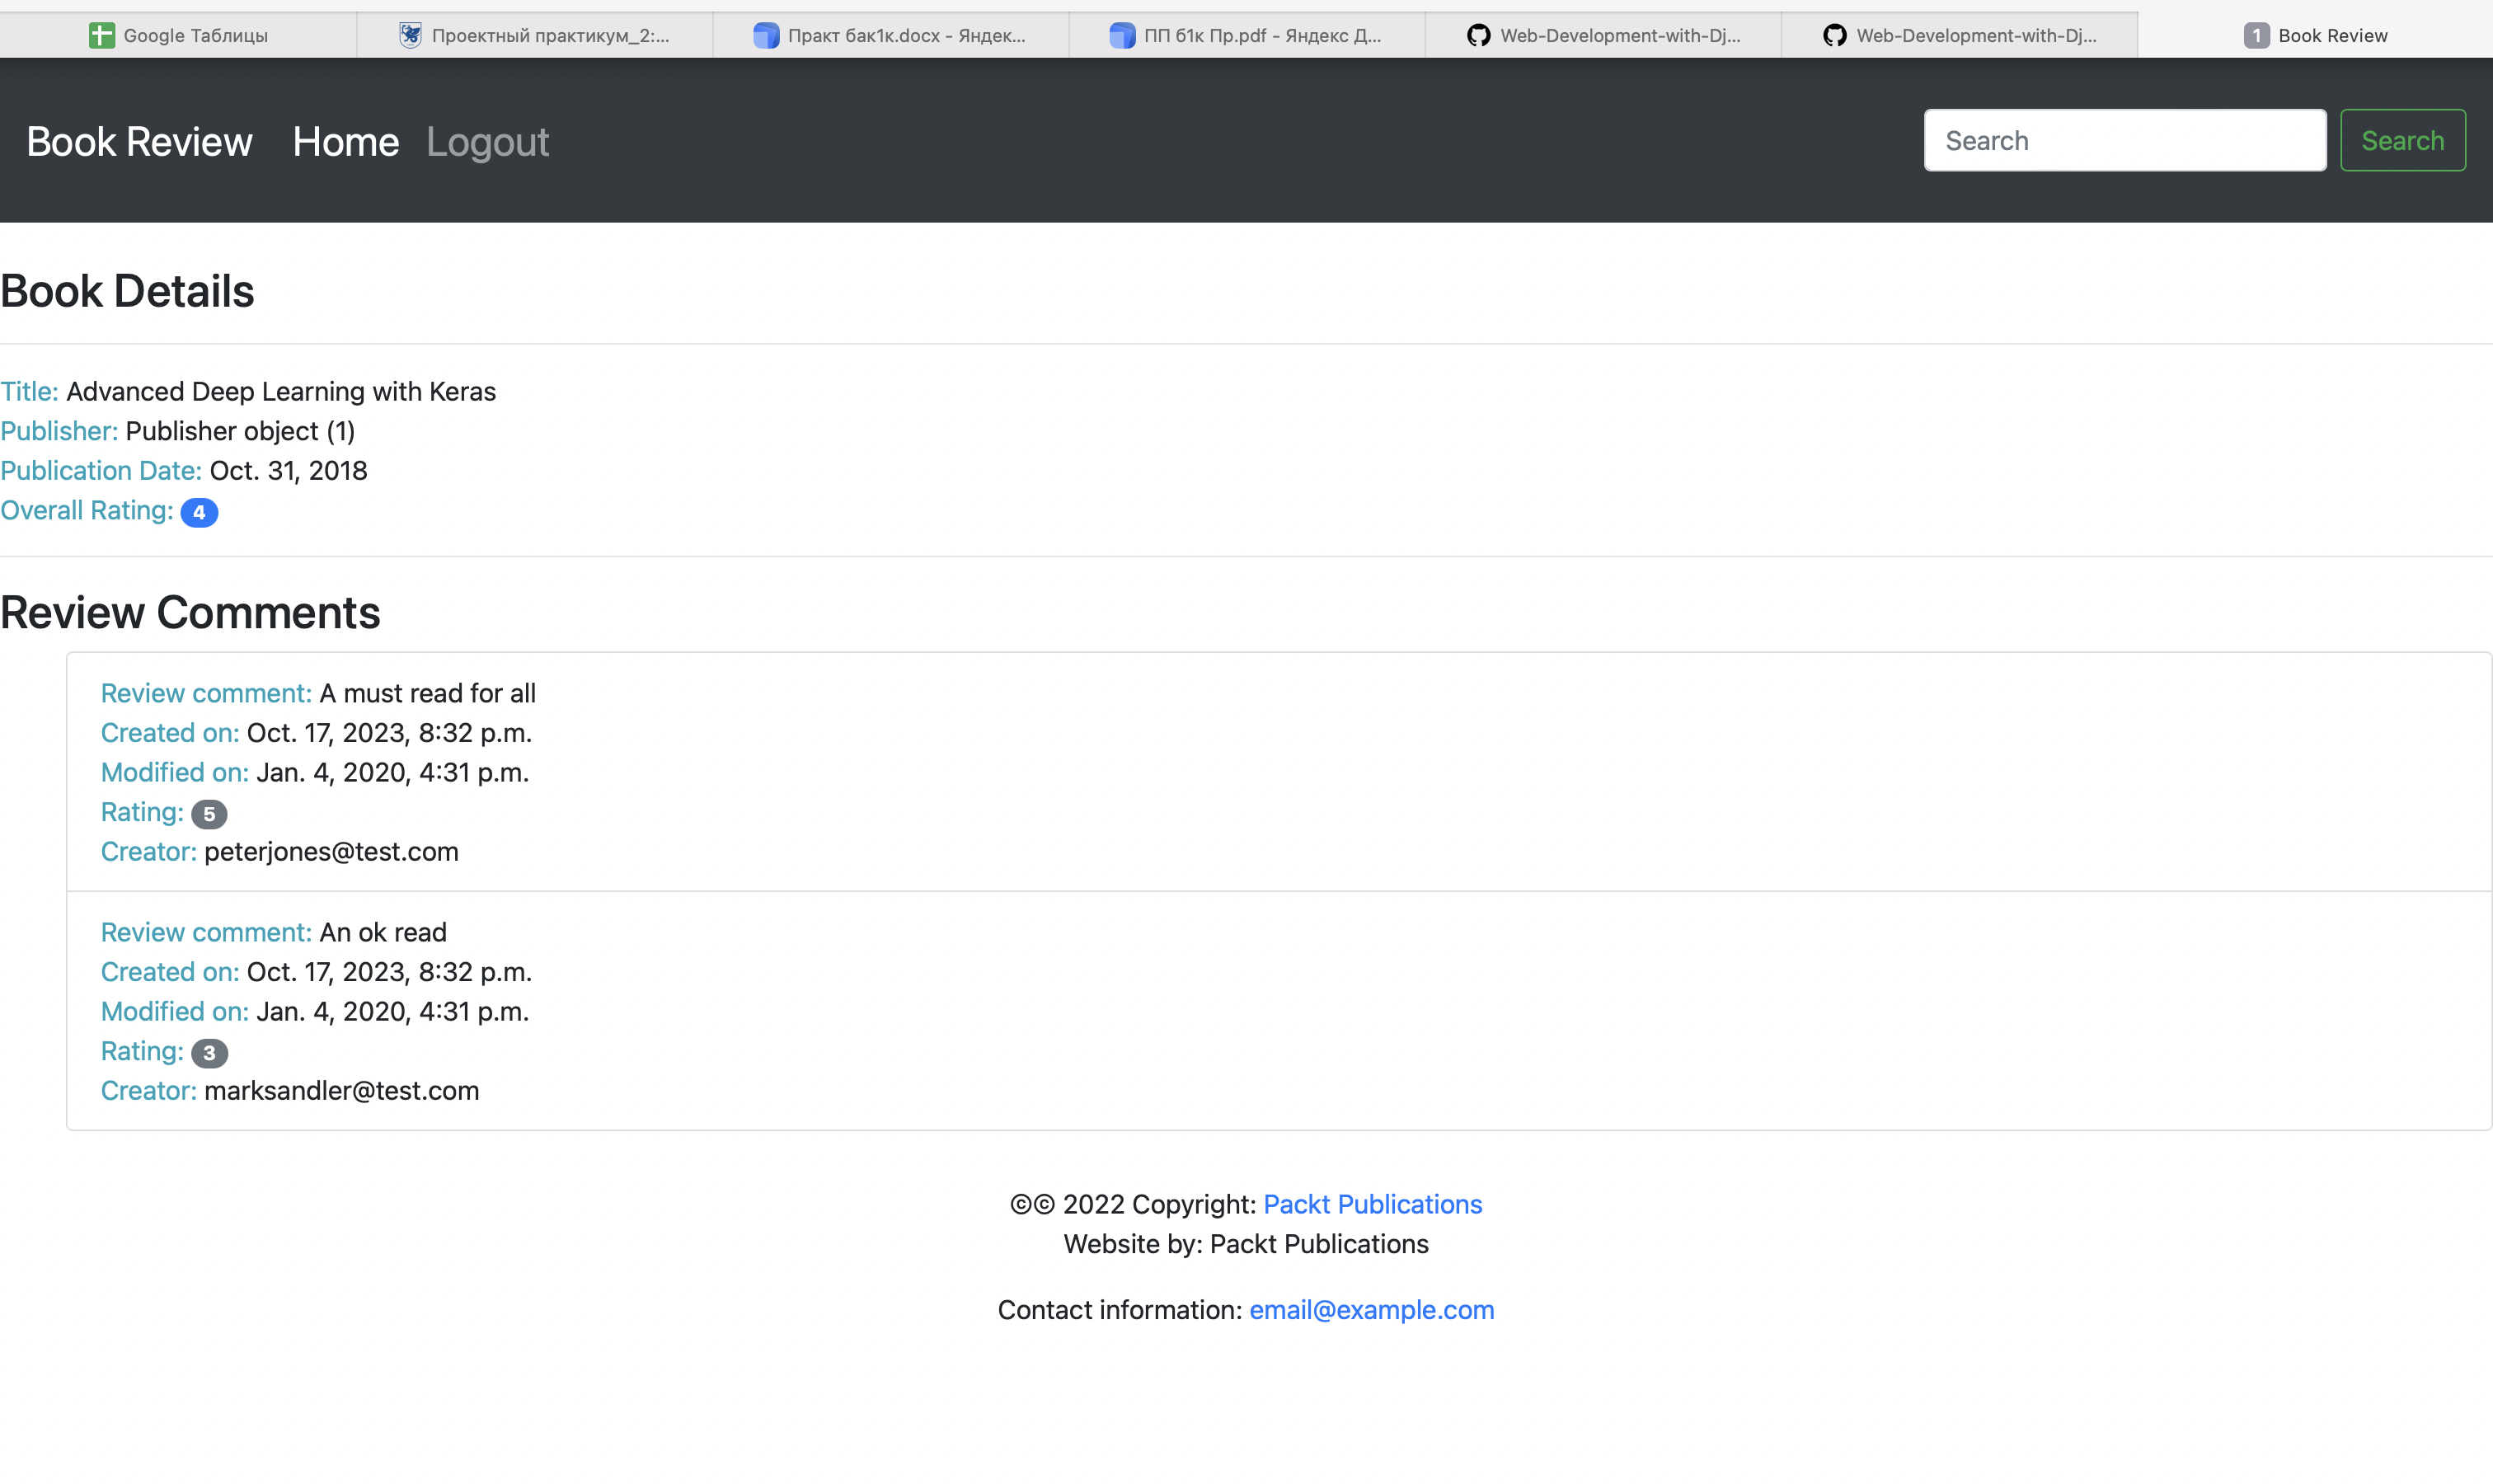 Google Таблицы
Проектный практикум_2:...
Практ бак1к.docx - Яндек...
ПП б1к Пр.pdf - Яндекс Д...
Web-Development-with-Dj...
Web-Development-with-Dj...
1 Book Review
Book Review Home Logout
Search Search
Book Details
Title: Advanced Deep Learning with Keras
Publisher: Publisher object (1)
Publication Date: Oct. 31, 2018
Overall Rating: 4
Review Comments
Review comment: A must read for all
Created on: Oct. 17, 2023, 8:32 p.m.
Modified on: Jan. 4, 2020, 4:31 p.m.
Rating: 5
Creator: peterjones@test.com
Review comment: An ok read
Created on: Oct. 17, 2023, 8:32 p.m.
Modified on: Jan. 4, 2020, 4:31 p.m.
Rating: 3
Creator: marksandler@test.com
©© 2022 Copyright: Packt Publications
Website by: Packt Publications
Contact information: email@example.com